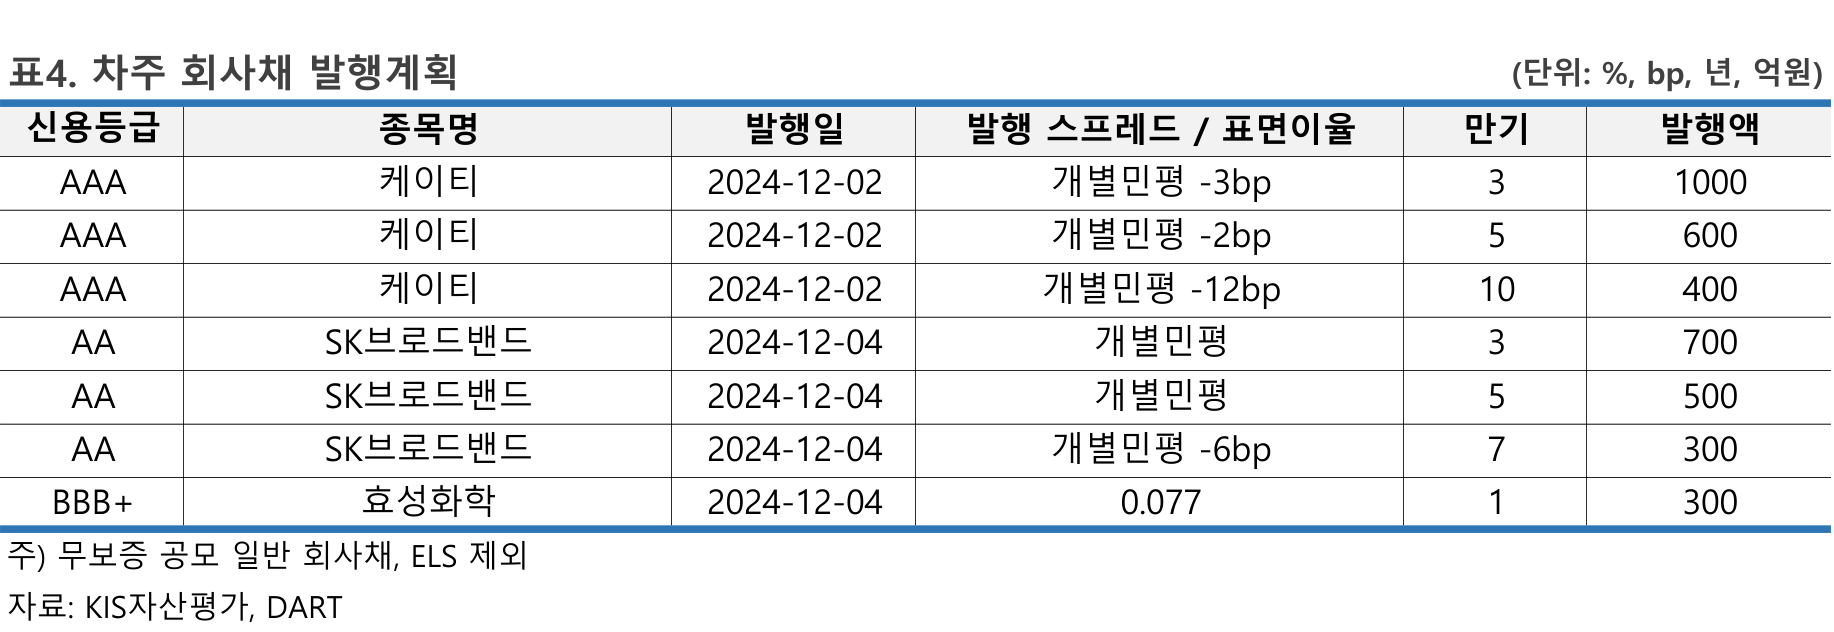 표4. 차주 회사채 발행계획 (단위: %, bp, 년, 억원)
신용등급 종목명 발행일 발행 스프레드 / 표면이율 만기 발행액
AAA 케이티 2024-12-02 개별민평 -3bp 3 1000
AAA 케이티 2024-12-02 개별민평 -2bp 5 600
AAA 케이티 2024-12-02 개별민평 -12bp 10 400
AA SK브로드밴드 2024-12-04 개별민평 3 700
AA SK브로드밴드 2024-12-04 개별민평 5 500
AA SK브로드밴드 2024-12-04 개별민평 -6bp 7 300
BBB+ 효성화학 2024-12-04 0.077 1 300
주) 무보증 공모 일반 회사채, ELS 제외
자료: KIS자산평가, DART